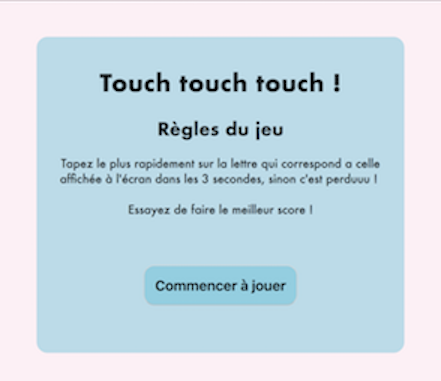 Touch touch touch !
Règles du jeu
Tapez le plus rapidement sur la lettre qui correspond a celle
affichée à l'écran dans les 3 secondes, sinon c'est perduuu !
Essayez de faire le meilleur score !
Commencer à jouer